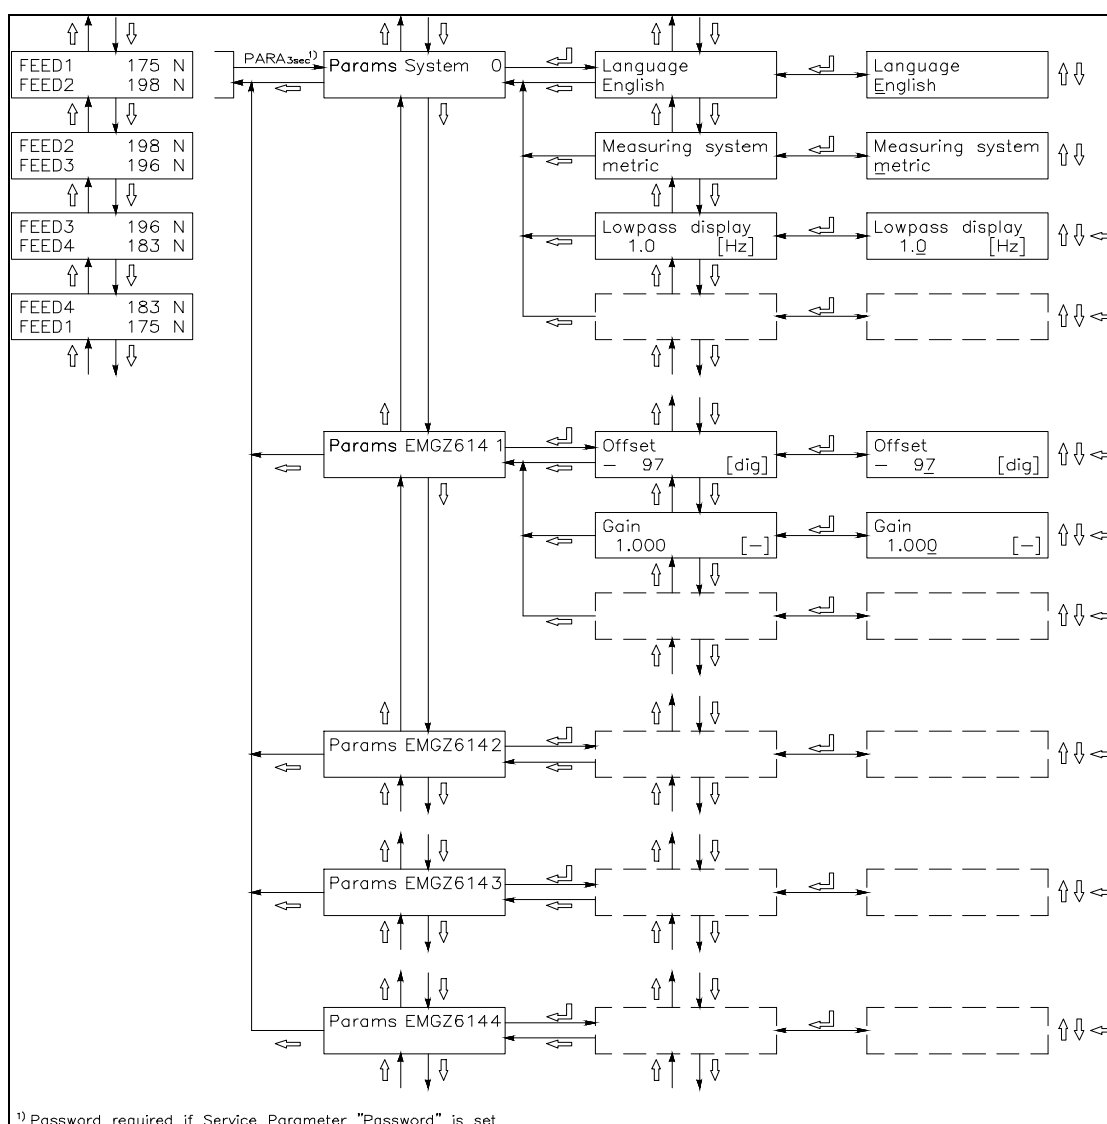 FEED1 175 N
FEED2 198 N
FEED2 198 N
FEED3 196 N
FEED3 196 N
FEED4 183 N
FEED4 183 N
FEED1 175 N
PARA 3sec 1)
Params System 0
Language
English
Language
English
Measuring system
metric
Measuring system
metric
Lowpass display
1.0 [Hz]
Lowpass display
1.0 [Hz]
Params EMGZ614 1
Offset
– 97 [dig]
Offset
– 97 [dig]
Gain
1.000 [–]
Gain
1.000 [–]
Params EMGZ6142
Params EMGZ6143
Params EMGZ6144
1) Password required if Service Parameter "Password" is set